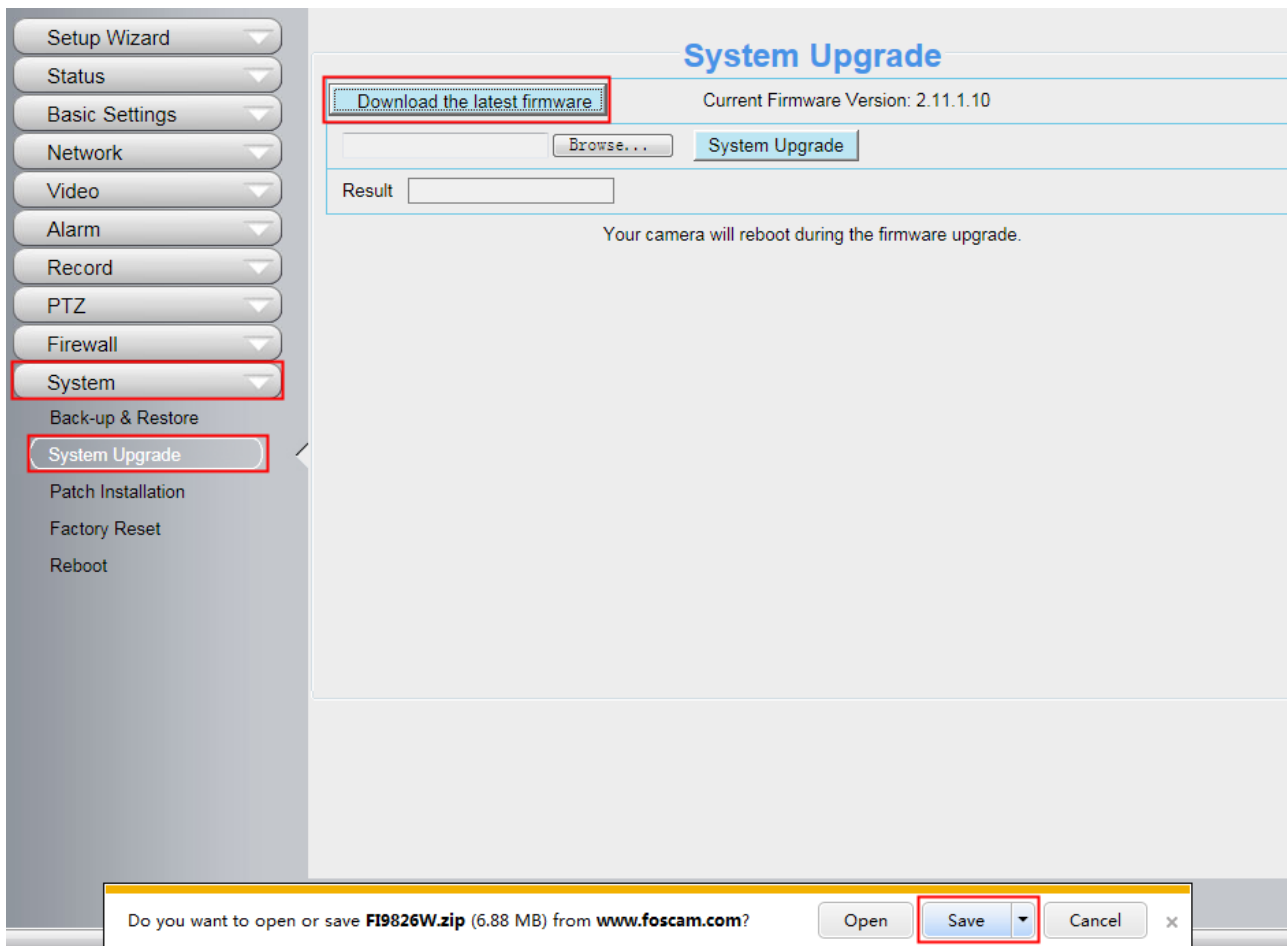 Setup Wizard
Status
Basic Settings
Network
Video
Alarm
Record
PTZ
Firewall
System
Back-up & Restore
System Upgrade
Patch Installation
Factory Reset
Reboot
System Upgrade
Download the latest firmware Current Firmware Version: 2.11.1.10
Browse... System Upgrade
Result
Your camera will reboot during the firmware upgrade.
Do you want to open or save FI9826W.zip (6.88 MB) from www.foscam.com? Open Save Cancel ×